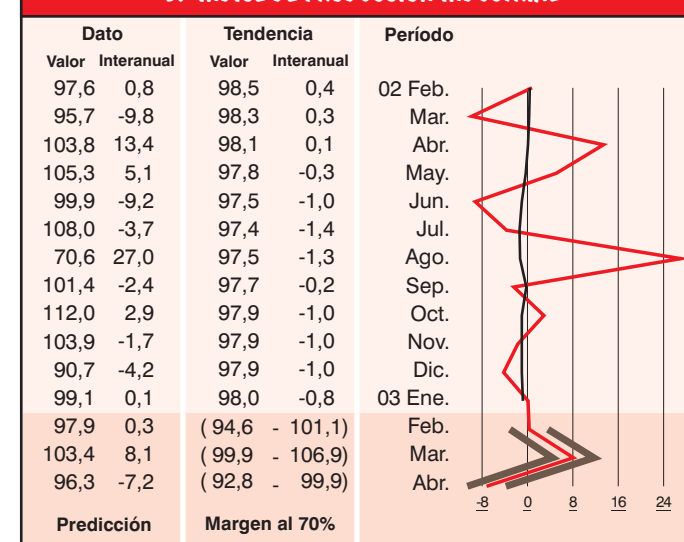 Dato Tendencia Período
Valor Interanual Valor Interanual
97,6 0,8 98,5 0,4 02 Feb.
95,7 -9,8 98,3 0,3 Mar.
103,8 13,4 98,1 0,1 Abr.
105,3 5,1 97,8 -0,3 May.
99,9 -9,2 97,5 -1,0 Jun.
108,0 -3,7 97,4 -1,4 Jul.
70,6 27,0 97,5 -1,3 Ago.
101,4 -2,4 97,7 -0,2 Sep.
112,0 2,9 97,9 -1,0 Oct.
103,9 -1,7 97,9 -1,0 Nov.
90,7 -4,2 97,9 -1,0 Dic.
99,1 0,1 98,0 -0,8 03 Ene.
97,9 0,3 ( 94,6 - 101,1) Feb.
103,4 8,1 ( 99,9 - 106,9) Mar.
96,3 -7,2 ( 92,8 - 99,9) Abr.
-8 0 8 16 24
Predicción Margen al 70%